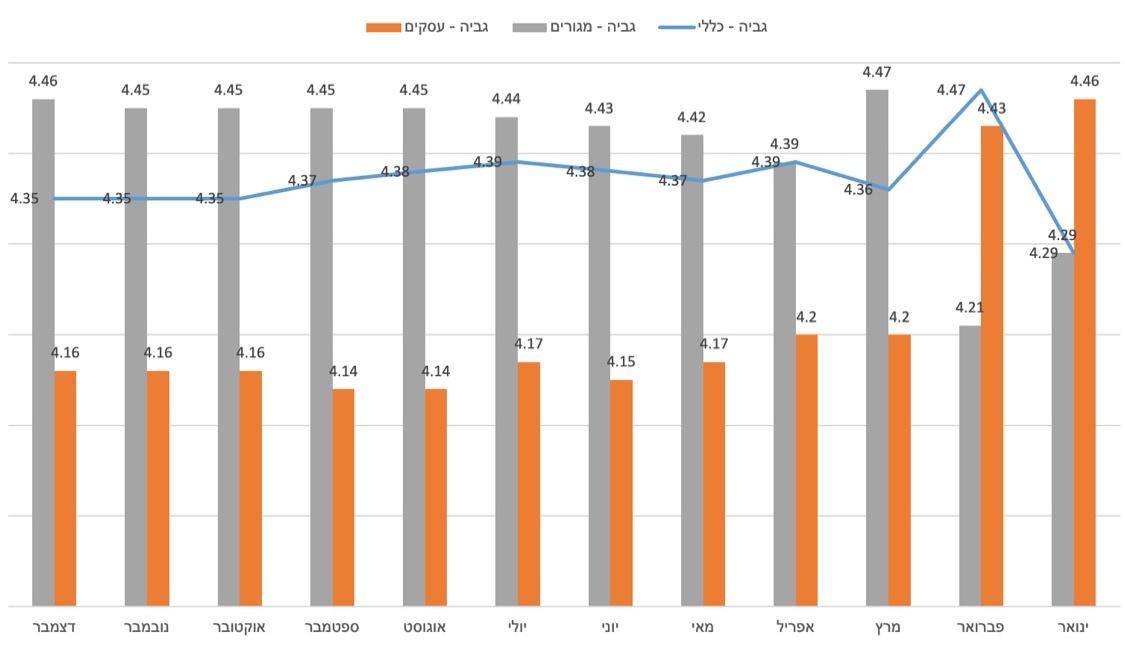 גביה - כללי גביה - מגורים גביה - עסקים
4.46 4.45 4.45 4.45 4.45 4.44 4.43 4.42 4.39 4.47 4.21 4.29
4.35 4.35 4.35 4.37 4.38 4.39 4.38 4.37 4.39 4.36 4.47 4.29
4.16 4.16 4.16 4.14 4.14 4.17 4.15 4.17 4.2 4.2 4.43 4.46
ינואר פברואר מרץ אפריל מאי יוני יולי אוגוסט ספטמבר אוקטובר נובמבר דצמבר